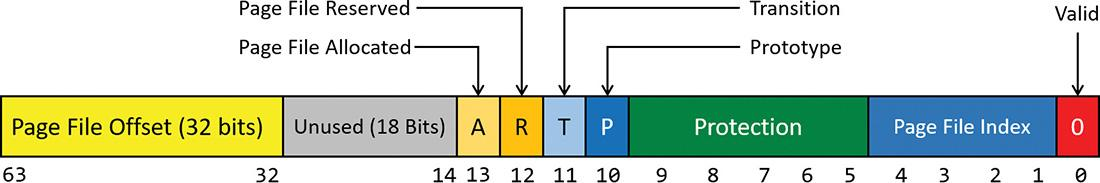 Page File Reserved
Transition
Valid
Page File Allocated
Prototype
Page File Offset (32 bits) Unused (18 Bits) A R T P Protection Page File Index 0
63 32 14 13 12 11 10 9 8 7 6 5 4 3 2 1 0